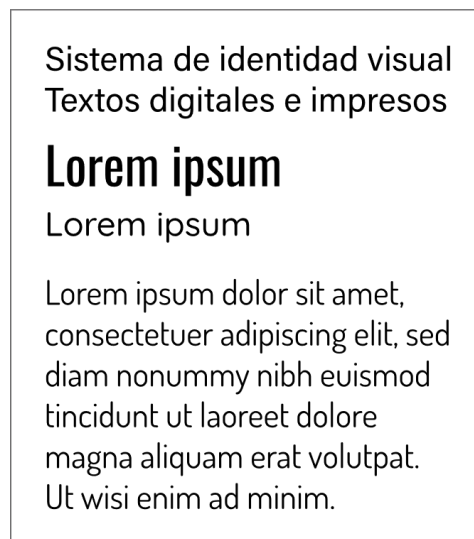 Sistema de identidad visual
Textos digitales e impresos
Lorem ipsum
Lorem ipsum
Lorem ipsum dolor sit amet,
consectetuer adipiscing elit, sed
diam nonummy nibh euismod
tincidunt ut laoreet dolore
magna aliquam erat volutpat.
Ut wisi enim ad minim.